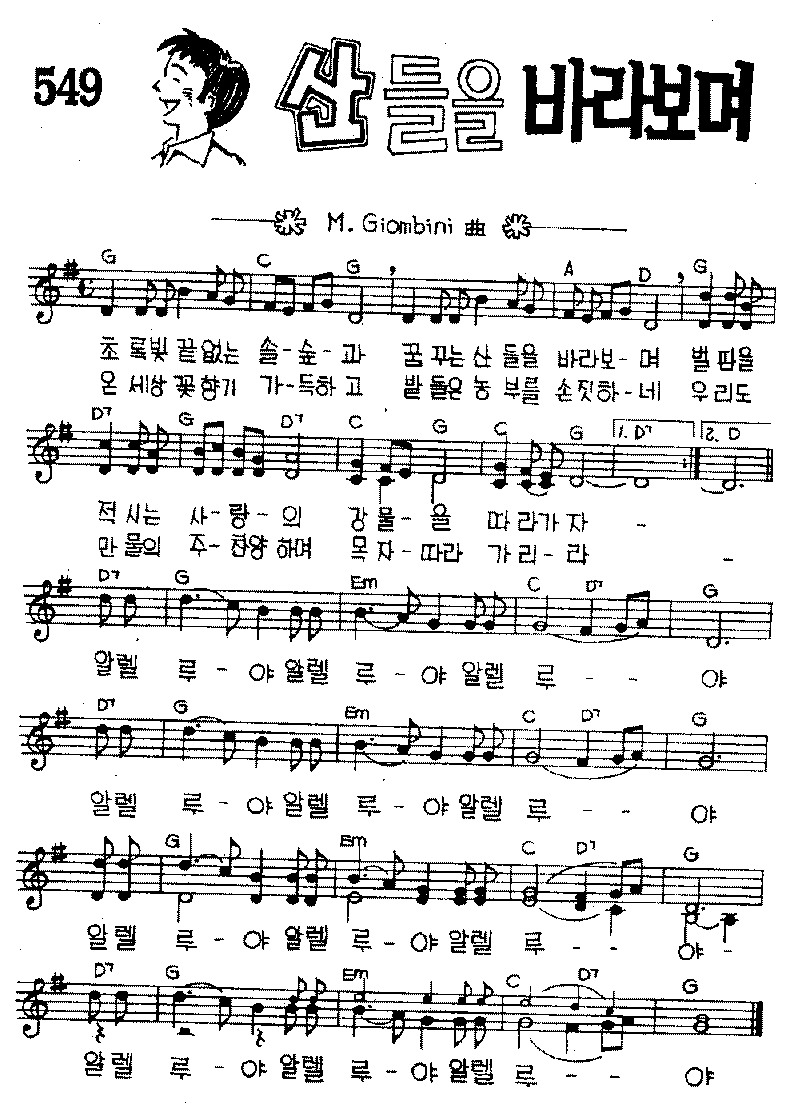 549 산들을 바라보며
M. Giombini 曲
G C G A D G
초 록빛 끝없는 솔-숲-과 꿈 꾸는 산 들을 바라보-며 벌 판을
온 세상 꽃향기 가-득하고 밭 들은 농 부를 손짓하-네 우리도
D7 G D7 C G C G 1. D7 2. D
적 시는 사-랑-의 강물-을 따라가자 -
만 물의 주-찬양하며 목자-따라 가리-라 -
D7 G Em C D7 G
알렐 루-야 알렐 루-야 알렐 루 - - 야
D7 G Em C D7 G
알렐 루-야 알렐 루-야 알렐 루 - - 야
G Em C D7 G
알렐 루-야 알렐 루-야 알렐 루 - - 야-
D7 G Em C D7 G
알렐 루-야 알렐 루-야 알렐 루 - - 야